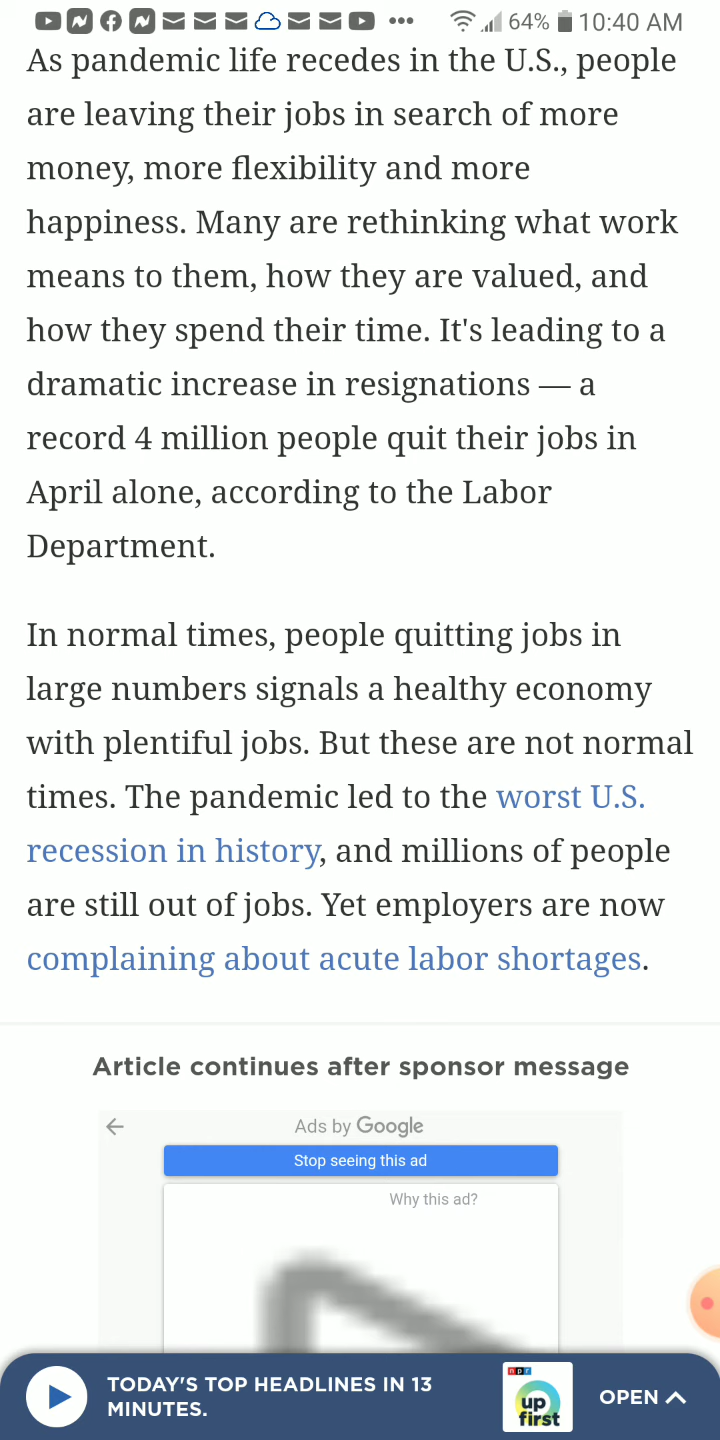 64% 10:40 AM
As pandemic life recedes in the U.S., people
are leaving their jobs in search of more
money, more flexibility and more
happiness. Many are rethinking what work
means to them, how they are valued, and
how they spend their time. It's leading to a
dramatic increase in resignations — a
record 4 million people quit their jobs in
April alone, according to the Labor
Department.
In normal times, people quitting jobs in
large numbers signals a healthy economy
with plentiful jobs. But these are not normal
times. The pandemic led to the worst U.S.
recession in history, and millions of people
are still out of jobs. Yet employers are now
complaining about acute labor shortages.
Article continues after sponsor message
Ads by Google
Stop seeing this ad
Why this ad?
TODAY'S TOP HEADLINES IN 13
MINUTES.
npr
up
first
OPEN